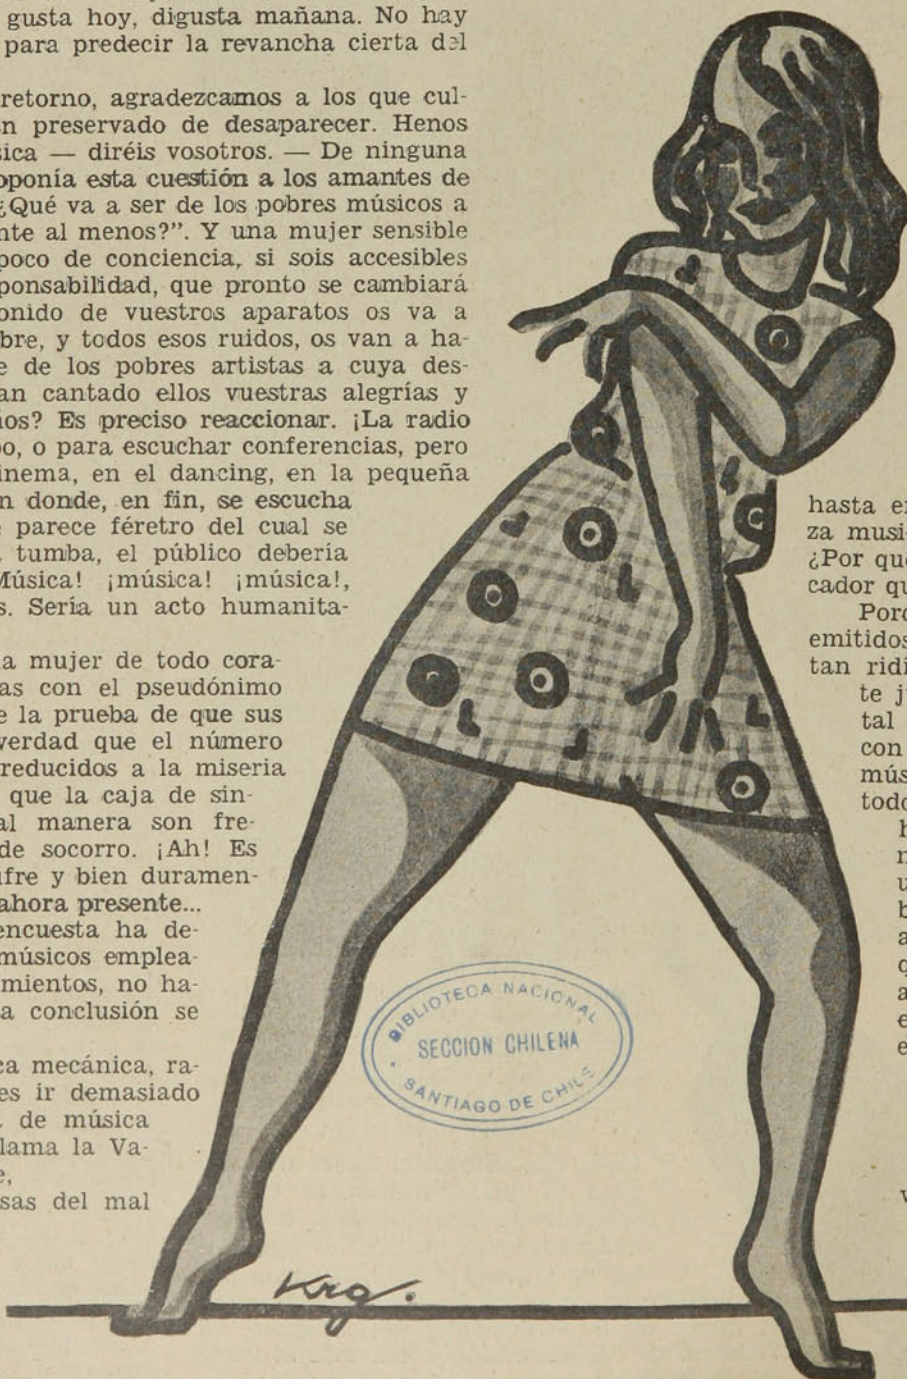 gusta hoy, digusta mañana. No hay
para predecir la revancha cierta del
retorno, agradezcamos a los que cul-
n preservado de desaparecer. Henos
sica — diréis vosotros. — De ninguna
oponía esta cuestión a los amantes de
¿Qué va a ser de los pobres músicos a
nte al menos?". Y una mujer sensible
poco de conciencia, si sois accesibles
ponsabilidad, que pronto se cambiará
onido de vuestros aparatos os va a
bre, y todos esos ruidos, os van a ha-
e de los pobres artistas a cuya des-
an cantado ellos vuestras alegrías y
ios? Es preciso reaccionar. ¡La radio
po, o para escuchar conferencias, pero
inema, en el dancing, en la pequeña
n donde, en fin, se escucha
e parece féretro del cual se
a tumba, el público debería
Música! ¡música! ¡música!,
s. Sería un acto humanita-
na mujer de todo cora-
as con el pseudónimo
e la prueba de que sus
verdad que el número
reducidos a la miseria
que la caja de sin-
al manera son fre-
de socorro. ¡Ah! Es
ufre y bien duramen-
ahora presente...
encuesta ha de-
músicos emplea-
imientos, no ha-
a conclusión se
ca mecánica, ra-
es ir demasiado
a de música
lama la Va-
e,
sas del mal
hasta en
za musi
¿Por que
cador qu
Porq
emitidos
tan ridi
te j
tal
con
mús
todo
h
n
u
b
a
q
a
e
e
v
BIBLIOTECA NACIONAL
SECCION CHILENA
SANTIAGO DE CHILE
Krg.